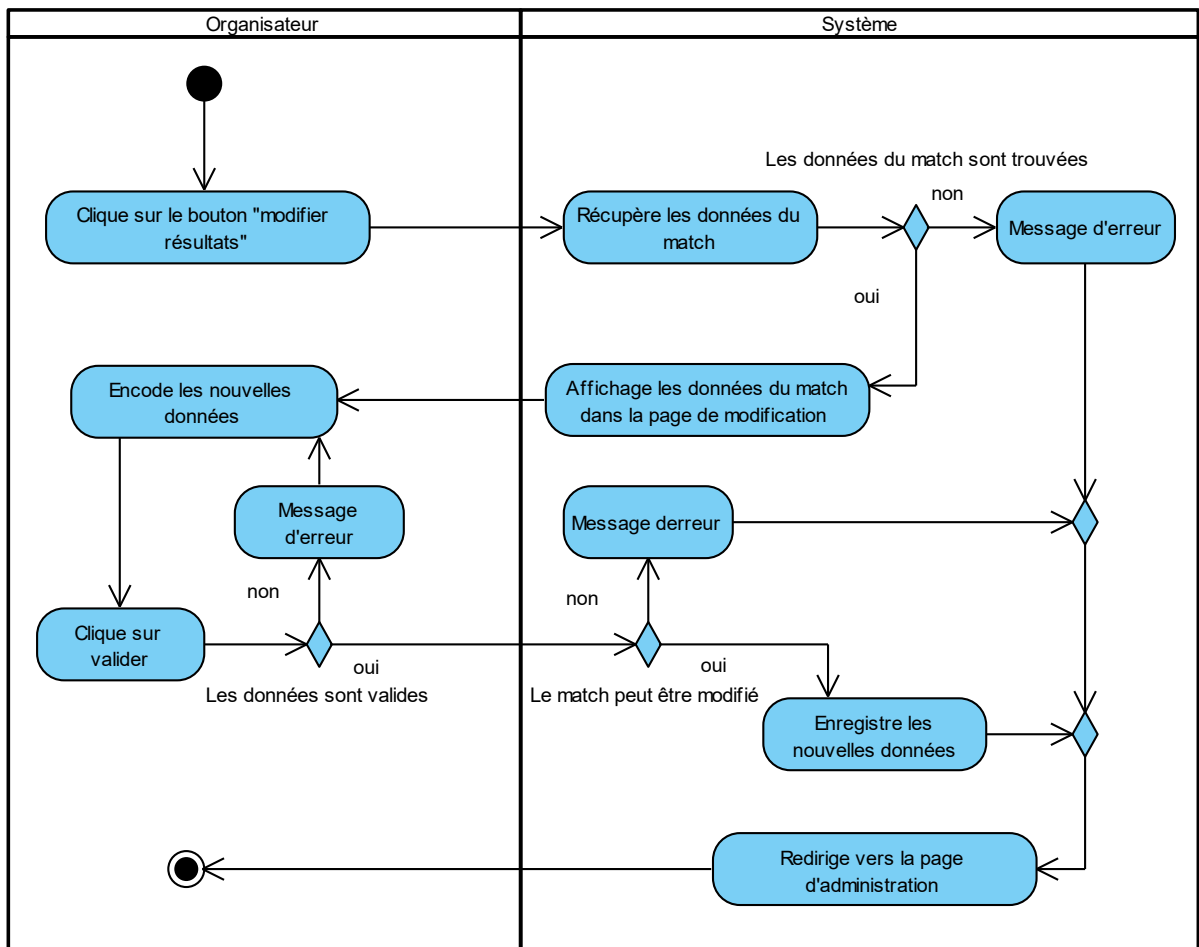 Organisateur
Système
Les données du match sont trouvées
non
Clique sur le bouton "modifier
résultats"
Récupère les données du
match
Message d'erreur
oui
Encode les nouvelles
données
Affichage les données du match
dans la page de modification
Message
d'erreur
Message derreur
non
non
Clique sur
valider
oui
oui
Les données sont valides
Le match peut être modifié
Enregistre les
nouvelles données
Redirige vers la page
d'administration